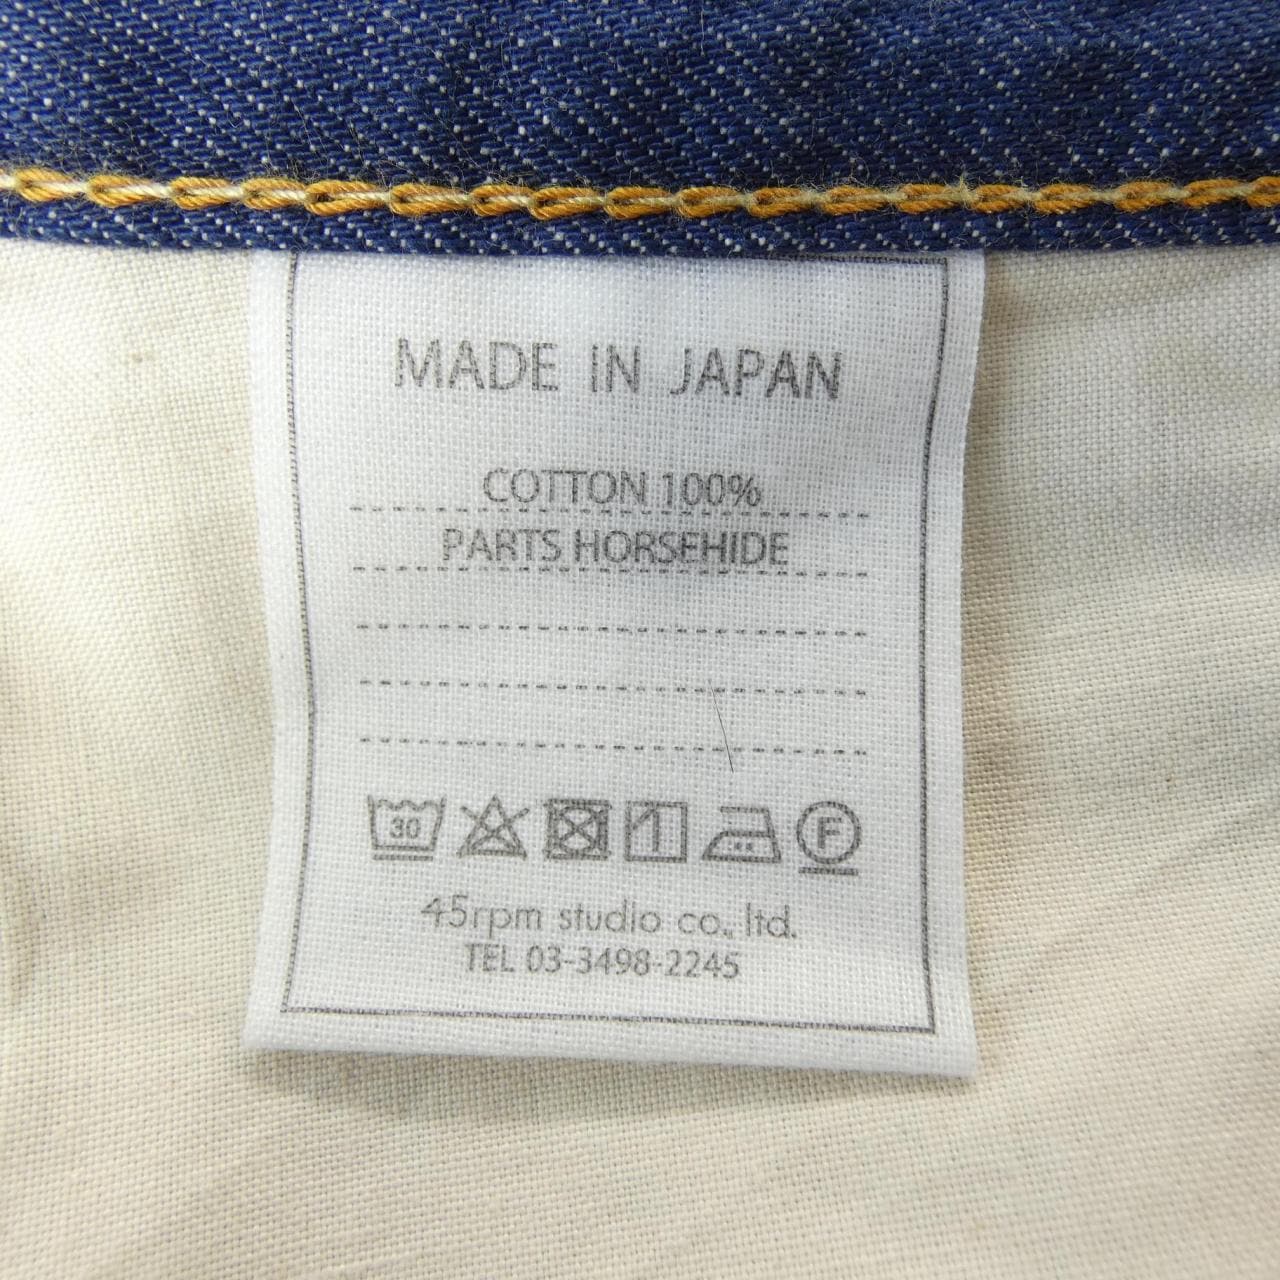 MADE IN JAPAN
COTTON 100%
PARTS HORSEHIDE
30 F
45rpm studio co., ltd.
TEL 03-3498-2245